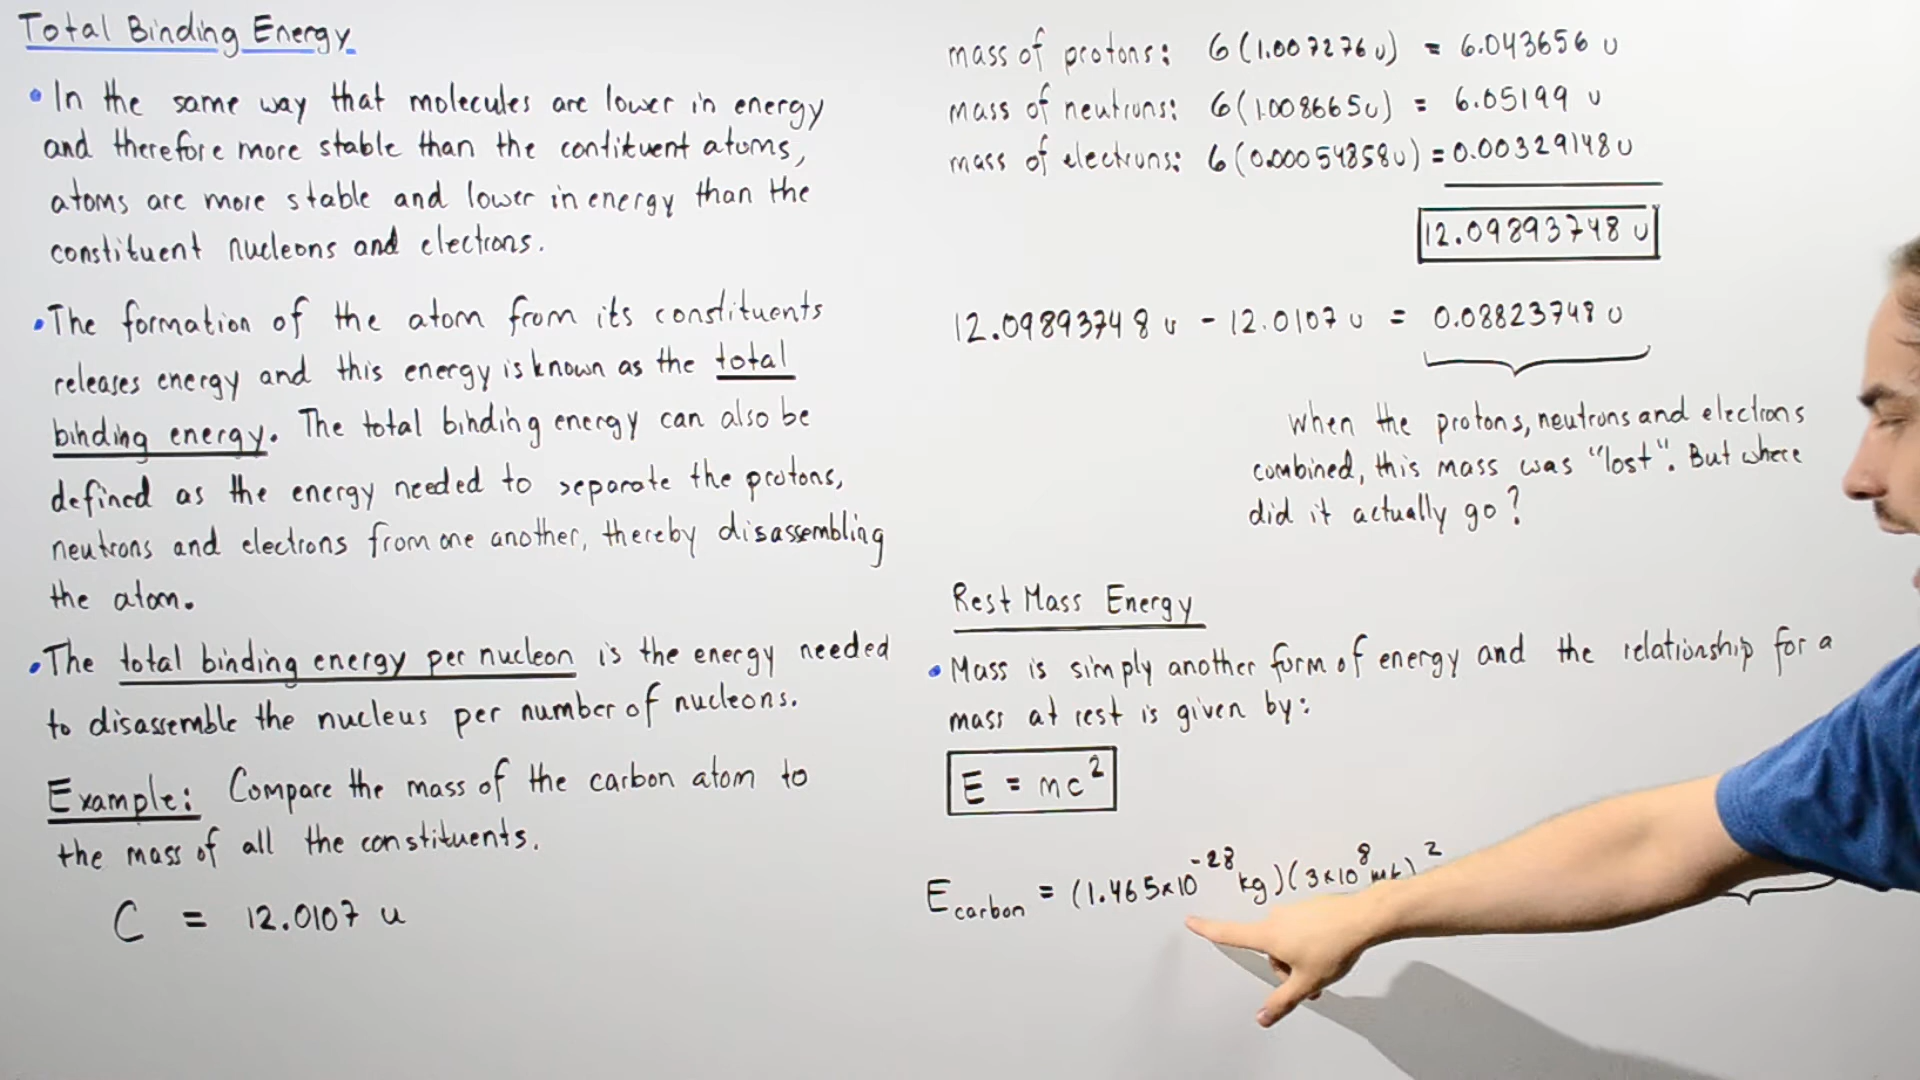 Total Binding Energy
• In the same way that molecules are lower in energy
and therefore more stable than the contituent atoms,
atoms are more stable and lower in energy than the
constituent nucleons and electrons.
• The formation of the atom from its constituents
releases energy and this energy is known as the total
binding energy. The total binding energy can also be
defined as the energy needed to separate the protons,
neutrons and electrons from one another, thereby disassembling
the atom.
• The total binding energy per nucleon is the energy needed
to disassemble the nucleus per number of nucleons.
Example: Compare the mass of the carbon atom to
the mass of all the constituents.
C = 12.0107 u
mass of protons: 6(1.007276u) = 6.043656 u
mass of neutrons: 6(1.008665u) = 6.05199 u
mass of electrons: 6(0.00054858u) = 0.00329148u
12.09893748 u
12.09893748 u - 12.0107 u = 0.08823748 u
when the protons, neutrons and electrons
combined, this mass was "lost". But where
did it actually go?
Rest Mass Energy
• Mass is simply another form of energy and the relationship for a
mass at rest is given by:
E = mc²
E carbon = (1.465×10⁻²⁸ kg)(3×10⁸ )²